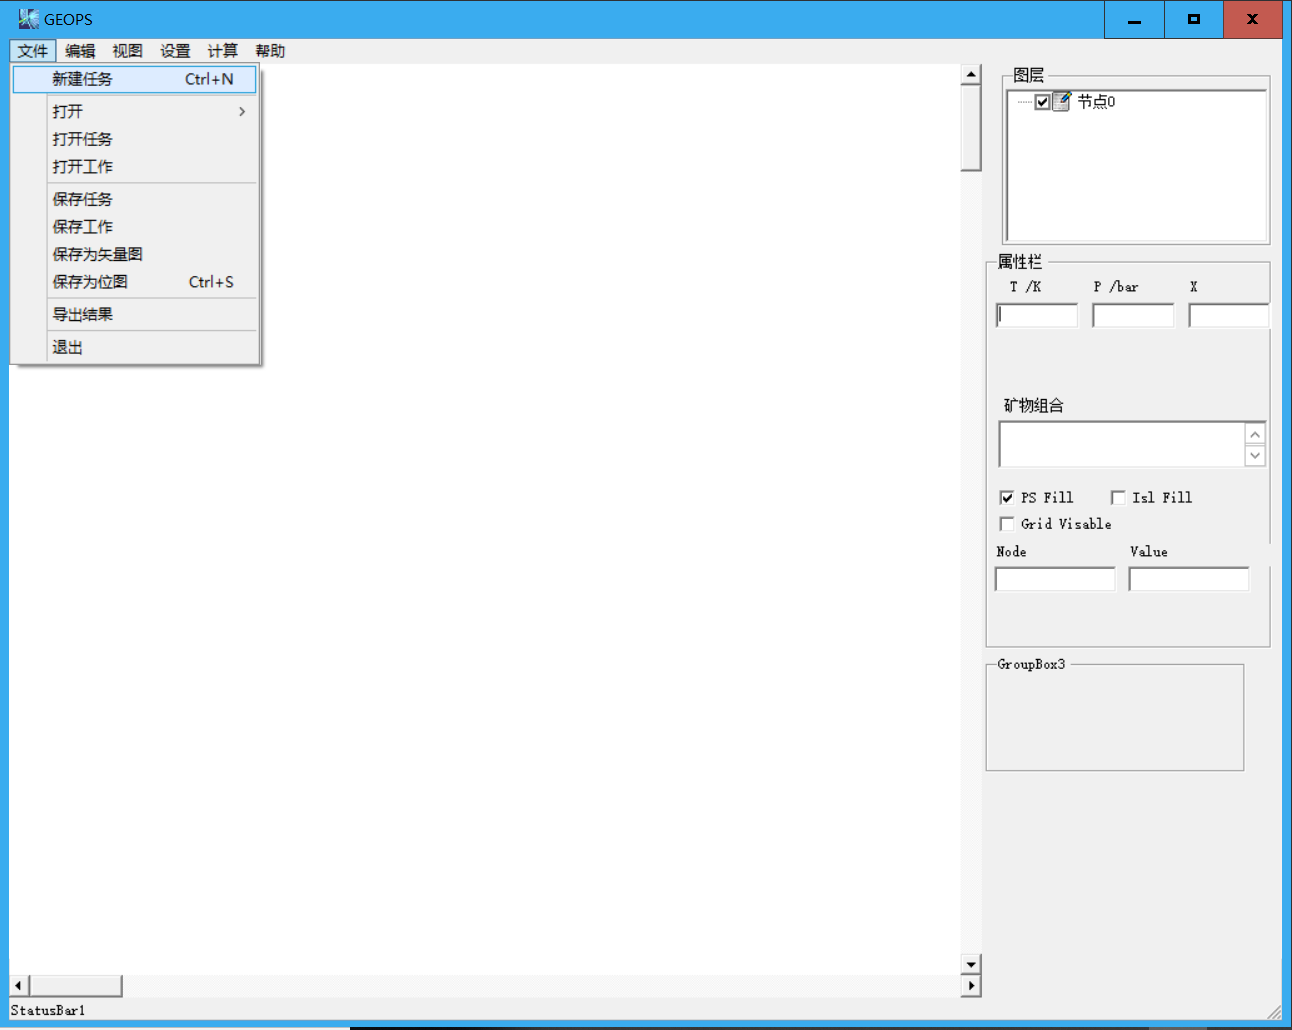 GEOPS
文件 编辑 视图 设置 计算 帮助
新建任务 Ctrl+N
打开
打开任务
打开工作
保存任务
保存工作
保存为矢量图
保存为位图 Ctrl+S
导出结果
退出
图层
节点0
属性栏
T /K P /bar X
矿物组合
PS Fill Isl Fill
Grid Visable
Node Value
GroupBox3
StatusBar1